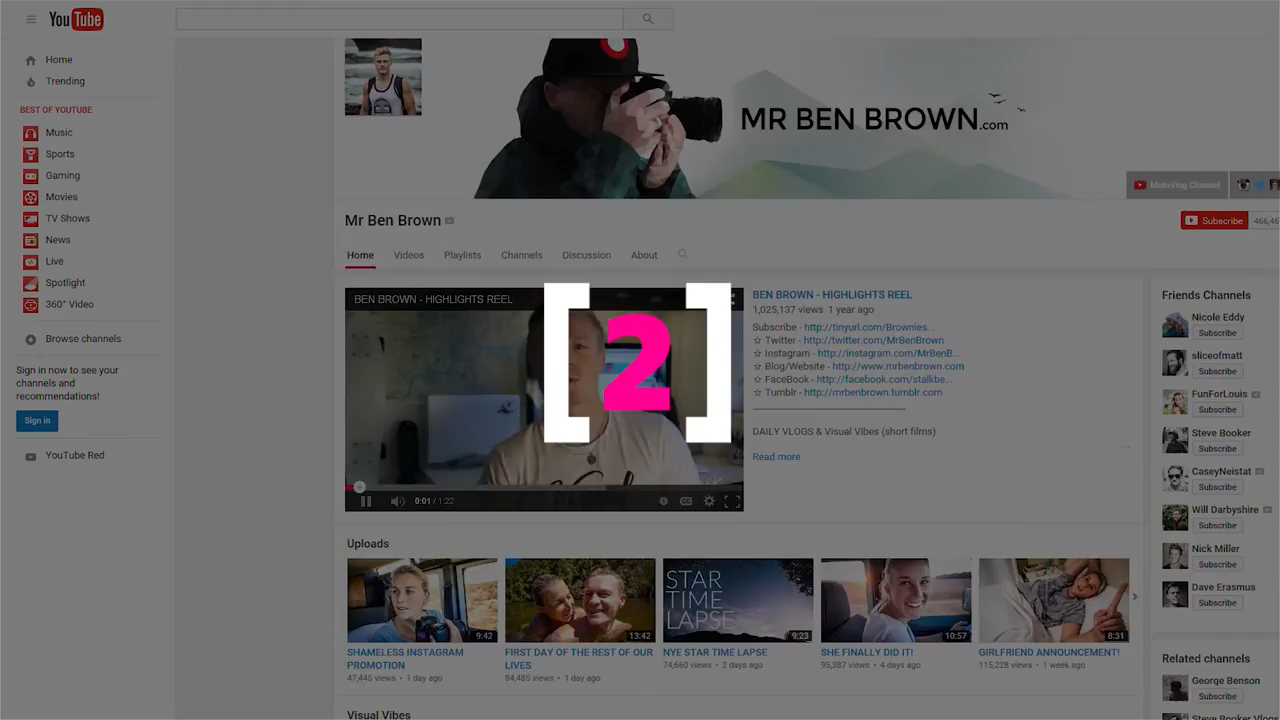 YouTube
Home
Trending
BEST OF YOUTUBE
Music
Sports
Gaming
Movies
TV Shows
News
Live
Spotlight
360° Video
Browse channels
Sign in now to see your
channels and
recommendations!
Sign in
YouTube Red
MR BEN BROWN.com
MotoVlog Channel
Mr Ben Brown
Subscribe
Home Videos Playlists Channels Discussion About
BEN BROWN - HIGHLIGHTS REEL
0:01 / 1:22
[2]
BEN BROWN - HIGHLIGHTS REEL
1,025,137 views 1 year ago
Subscribe - http://tinyurl.com/Brownies...
☆ Twitter - http://twitter.com/MrBenBrown
☆ Instagram - http://instagram.com/MrBenB...
☆ Blog/Website - http://www.mrbenbrown.com
☆ FaceBook - http://facebook.com/stalkbe...
☆ Tumblr - http://mrbenbrown.tumblr.com
DAILY VLOGS & Visual Vibes (short films)
Read more
Uploads
9:42
SHAMELESS INSTAGRAM
PROMOTION
47,445 views • 1 day ago
13:42
FIRST DAY OF THE REST OF OUR
LIVES
84,485 views • 1 day ago
STAR
TIME
LAPSE
9:23
NYE STAR TIME LAPSE
74,660 views • 2 days ago
10:57
SHE FINALLY DID IT!
95,387 views • 4 days ago
8:31
GIRLFRIEND ANNOUNCEMENT!
115,228 views • 1 week ago
Visual Vibes
Friends Channels
Nicole Eddy
Subscribe
sliceofmatt
Subscribe
FunForLouis
Subscribe
Steve Booker
Subscribe
CaseyNeistat
Subscribe
Will Darbyshire
Subscribe
Nick Miller
Subscribe
Dave Erasmus
Subscribe
Related channels
George Benson
Subscribe
Steve Booker Vlogs